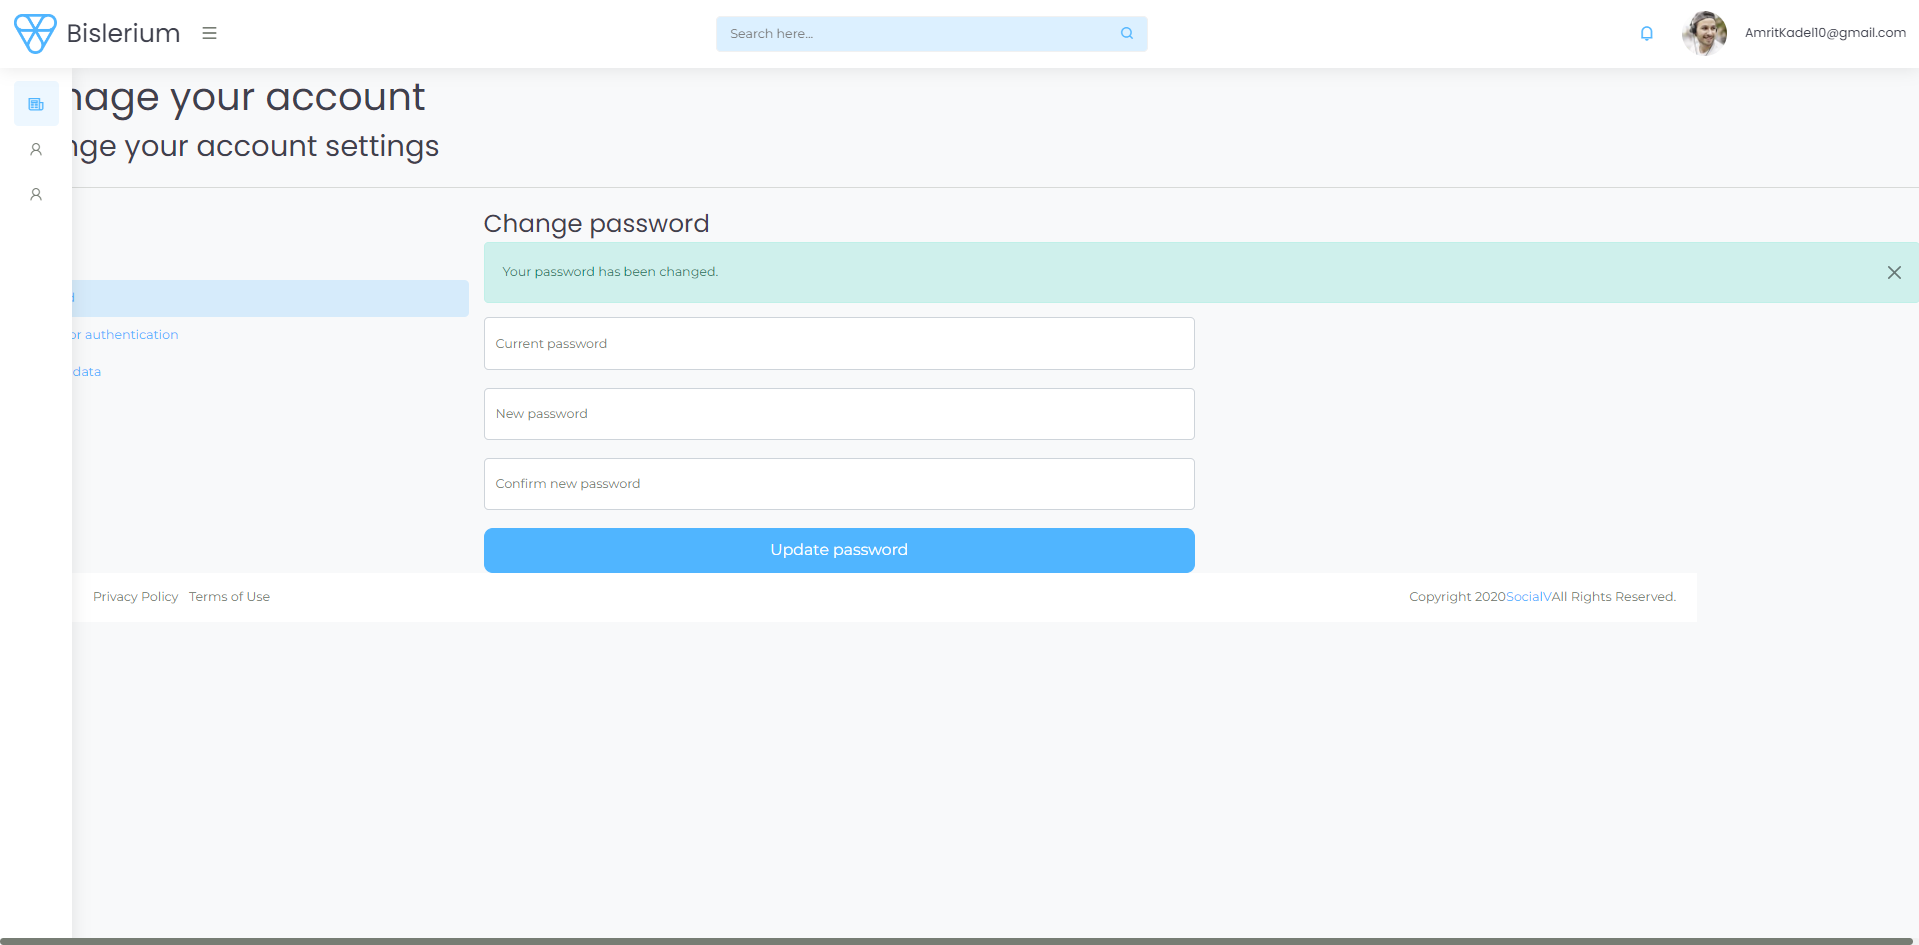 Bislerium
Search here...
AmritKadel10@gmail.com
nage your account
nge your account settings
Change password
Your password has been changed.
d
or authentication
data
Current password
New password
Confirm new password
Update password
Privacy Policy Terms of Use
Copyright 2020SocialVAll Rights Reserved.